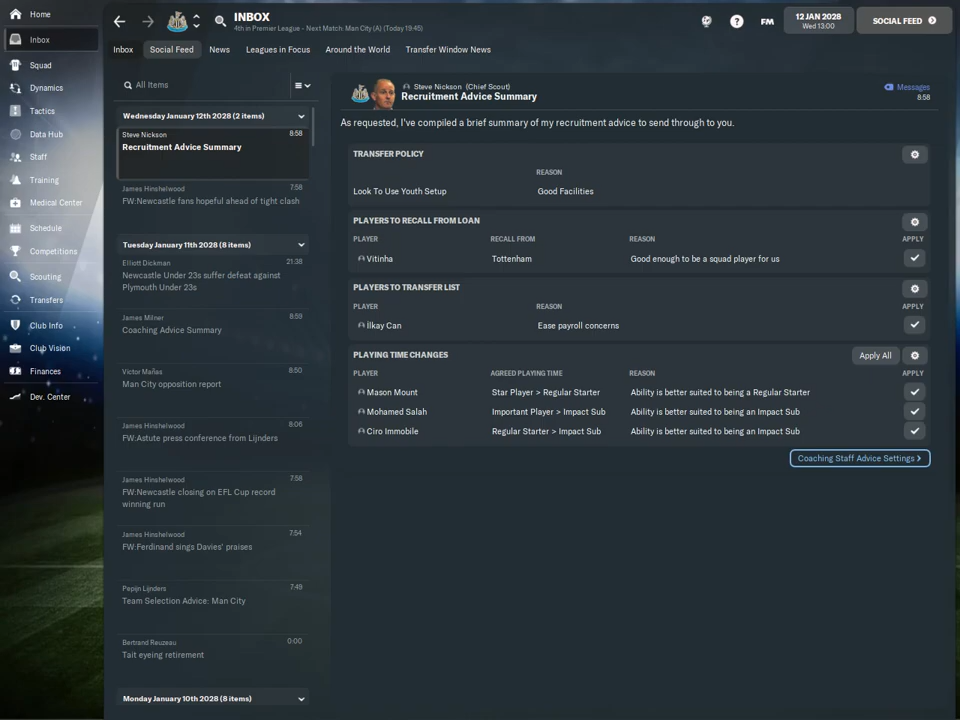 Home
Inbox
Squad
Dynamics
Tactics
Data Hub
Staff
Training
Medical Center
Schedule
Competitions
Scouting
Transfers
Club Info
Club Vision
Finances
Dev. Center
INBOX
4th in Premier League - Next Match: Man City (A) (Today 19:45)
?
FM
12 JAN 2028
Wed 13:00
SOCIAL FEED
Inbox
Social Feed
News
Leagues in Focus
Around the World
Transfer Window News
All Items
Wednesday January 12th 2028 (2 items)
Steve Nickson 8:58
Recruitment Advice Summary
James Hinshelwood 7:58
FW:Newcastle fans hopeful ahead of tight clash
Tuesday January 11th 2028 (8 items)
Elliott Dickman 21:38
Newcastle Under 23s suffer defeat against
Plymouth Under 23s
James Milner 8:59
Coaching Advice Summary
Victor Mañas 8:50
Man City opposition report
James Hinshelwood 8:06
FW:Astute press conference from Lijnders
James Hinshelwood 7:58
FW:Newcastle closing on EFL Cup record
winning run
James Hinshelwood 7:54
FW:Ferdinand sings Davies' praises
Pepijn Lijnders 7:49
Team Selection Advice: Man City
Bertrand Reuzeau 0:00
Tait eyeing retirement
Monday January 10th 2028 (8 items)
Steve Nickson (Chief Scout)
Recruitment Advice Summary
Messages
8:58
As requested, I've compiled a brief summary of my recruitment advice to send through to you.
TRANSFER POLICY
REASON
Look To Use Youth Setup Good Facilities
PLAYERS TO RECALL FROM LOAN
PLAYER RECALL FROM REASON APPLY
Vitinha Tottenham Good enough to be a squad player for us
PLAYERS TO TRANSFER LIST
PLAYER REASON APPLY
İlkay Can Ease payroll concerns
PLAYING TIME CHANGES Apply All
PLAYER AGREED PLAYING TIME REASON APPLY
Mason Mount Star Player > Regular Starter Ability is better suited to being a Regular Starter
Mohamed Salah Important Player > Impact Sub Ability is better suited to being an Impact Sub
Ciro Immobile Regular Starter > Impact Sub Ability is better suited to being an Impact Sub
Coaching Staff Advice Settings >